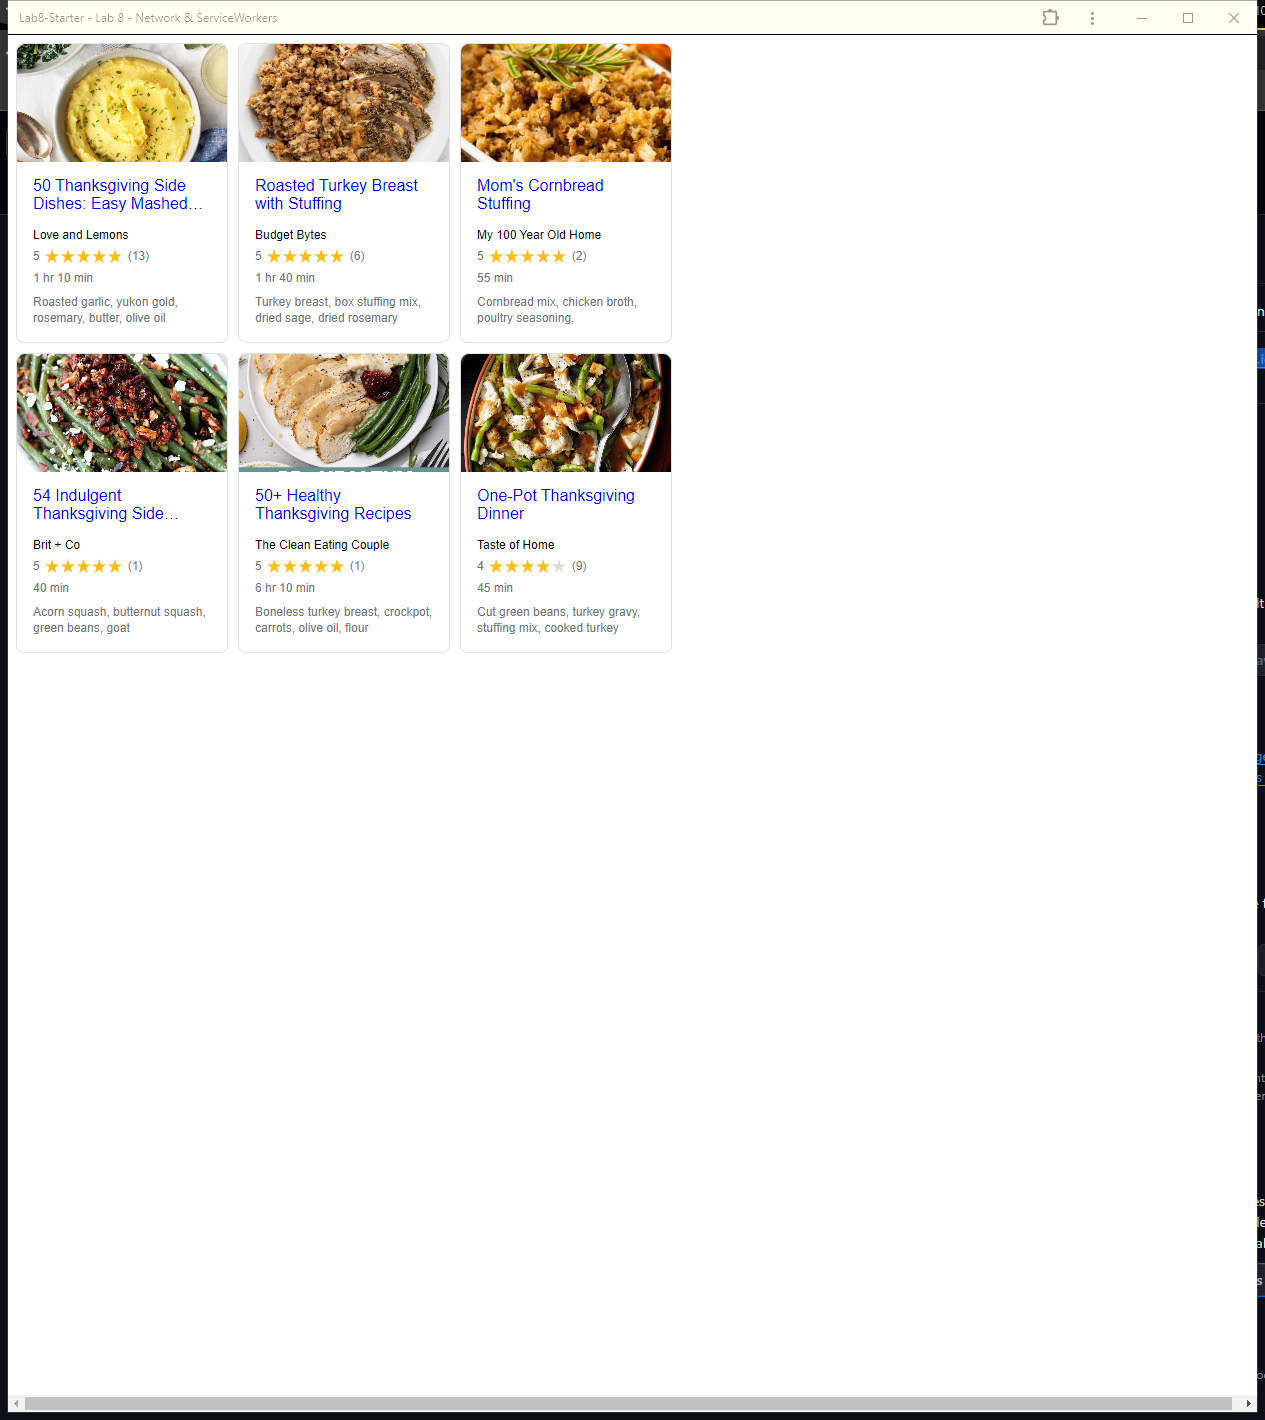 Lab8-Starter - Lab 8 - Network & ServiceWorkers
50 Thanksgiving Side
Dishes: Easy Mashed…
Love and Lemons
5 (13)
1 hr 10 min
Roasted garlic, yukon gold,
rosemary, butter, olive oil
Roasted Turkey Breast
with Stuffing
Budget Bytes
5 (6)
1 hr 40 min
Turkey breast, box stuffing mix,
dried sage, dried rosemary
Mom's Cornbread
Stuffing
My 100 Year Old Home
5 (2)
55 min
Cornbread mix, chicken broth,
poultry seasoning,
54 Indulgent
Thanksgiving Side…
Brit + Co
5 (1)
40 min
Acorn squash, butternut squash,
green beans, goat
50+ Healthy
Thanksgiving Recipes
The Clean Eating Couple
5 (1)
6 hr 10 min
Boneless turkey breast, crockpot,
carrots, olive oil, flour
One-Pot Thanksgiving
Dinner
Taste of Home
4 (9)
45 min
Cut green beans, turkey gravy,
stuffing mix, cooked turkey